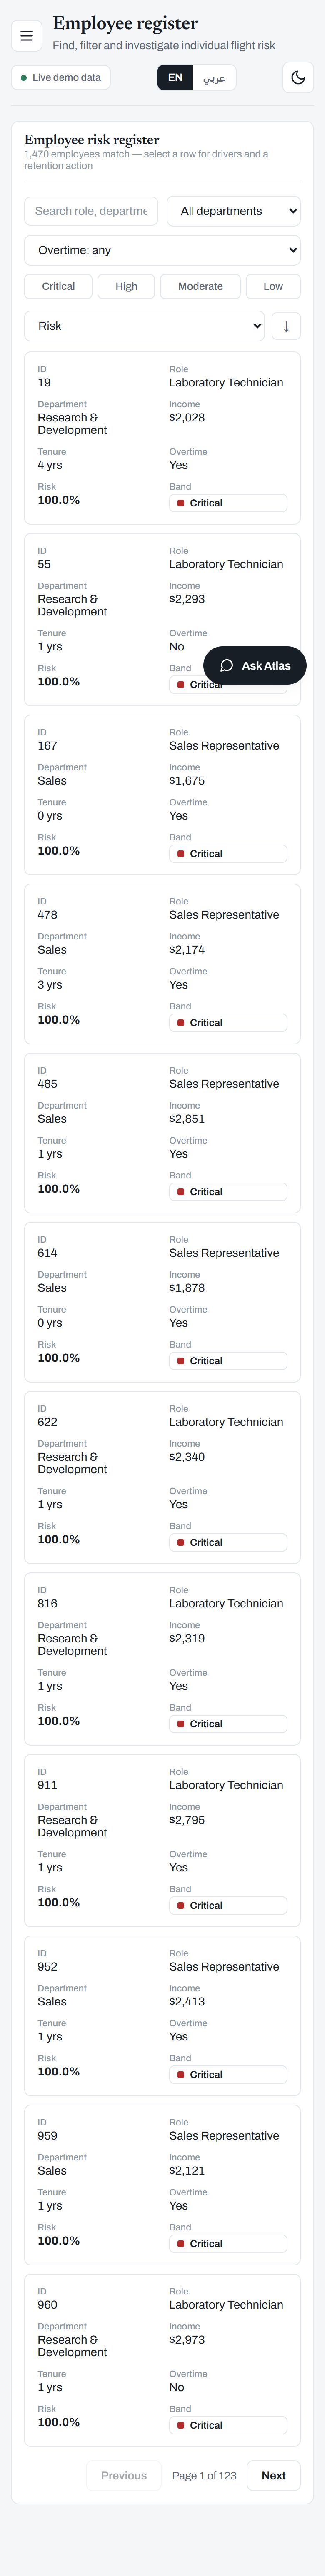 Employee register
Find, filter and investigate individual flight risk
Live demo data
EN
عربي
Employee risk register
1,470 employees match — select a row for drivers and a
retention action
Search role, departme
All departments
Overtime: any
Critical
High
Moderate
Low
Risk
↓
ID
Role
19
Laboratory Technician
Department
Income
Research &
$2,028
Development
Tenure
Overtime
4 yrs
Yes
Risk
Band
100.0%
Critical
ID
Role
55
Laboratory Technician
Department
Income
Research &
$2,293
Development
Tenure
Overtime
1 yrs
No
Ask Atlas
Risk
Band
100.0%
Critical
ID
Role
167
Sales Representative
Department
Income
Sales
$1,675
Tenure
Overtime
0 yrs
Yes
Risk
Band
100.0%
Critical
ID
Role
478
Sales Representative
Department
Income
Sales
$2,174
Tenure
Overtime
3 yrs
Yes
Risk
Band
100.0%
Critical
ID
Role
485
Sales Representative
Department
Income
Sales
$2,851
Tenure
Overtime
1 yrs
Yes
Risk
Band
100.0%
Critical
ID
Role
614
Sales Representative
Department
Income
Sales
$1,878
Tenure
Overtime
0 yrs
Yes
Risk
Band
100.0%
Critical
ID
Role
622
Laboratory Technician
Department
Income
Research &
$2,340
Development
Tenure
Overtime
1 yrs
Yes
Risk
Band
100.0%
Critical
ID
Role
816
Laboratory Technician
Department
Income
Research &
$2,319
Development
Tenure
Overtime
1 yrs
Yes
Risk
Band
100.0%
Critical
ID
Role
911
Laboratory Technician
Department
Income
Research &
$2,795
Development
Tenure
Overtime
1 yrs
Yes
Risk
Band
100.0%
Critical
ID
Role
952
Sales Representative
Department
Income
Sales
$2,413
Tenure
Overtime
1 yrs
Yes
Risk
Band
100.0%
Critical
ID
Role
959
Sales Representative
Department
Income
Sales
$2,121
Tenure
Overtime
1 yrs
Yes
Risk
Band
100.0%
Critical
ID
Role
960
Laboratory Technician
Department
Income
Research &
$2,973
Development
Tenure
Overtime
1 yrs
No
Risk
Band
100.0%
Critical
Previous
Page 1 of 123
Next